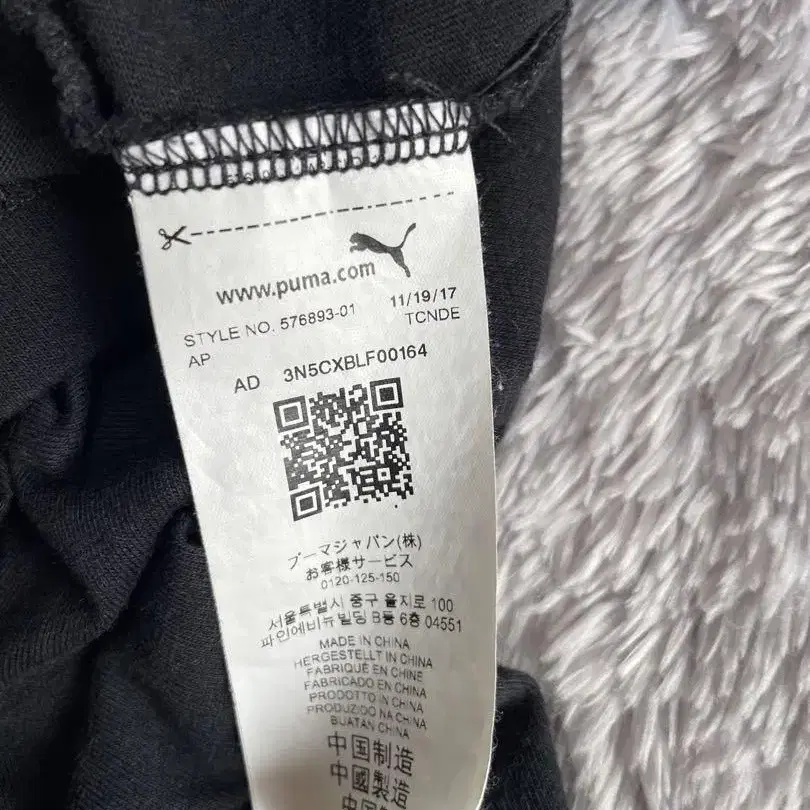 www.puma.com
STYLE NO. 576893-01 11/19/17
AP TCNDE
AD 3N5CXBLF00164
プーマジャパン(株)
お客様サービス
0120-125-150
서울특별시 중구 을지로 100
파인에비뉴빌딩 B동 6층 04551
MADE IN CHINA
HERGESTELLT IN CHINA
FABRIQUÉ EN CHINE
FABRICADO EN CHINA
PRODOTTO IN CHINA
PRODUZIDO NA CHINA
BUATAN CHINA
中国制造
中國製造